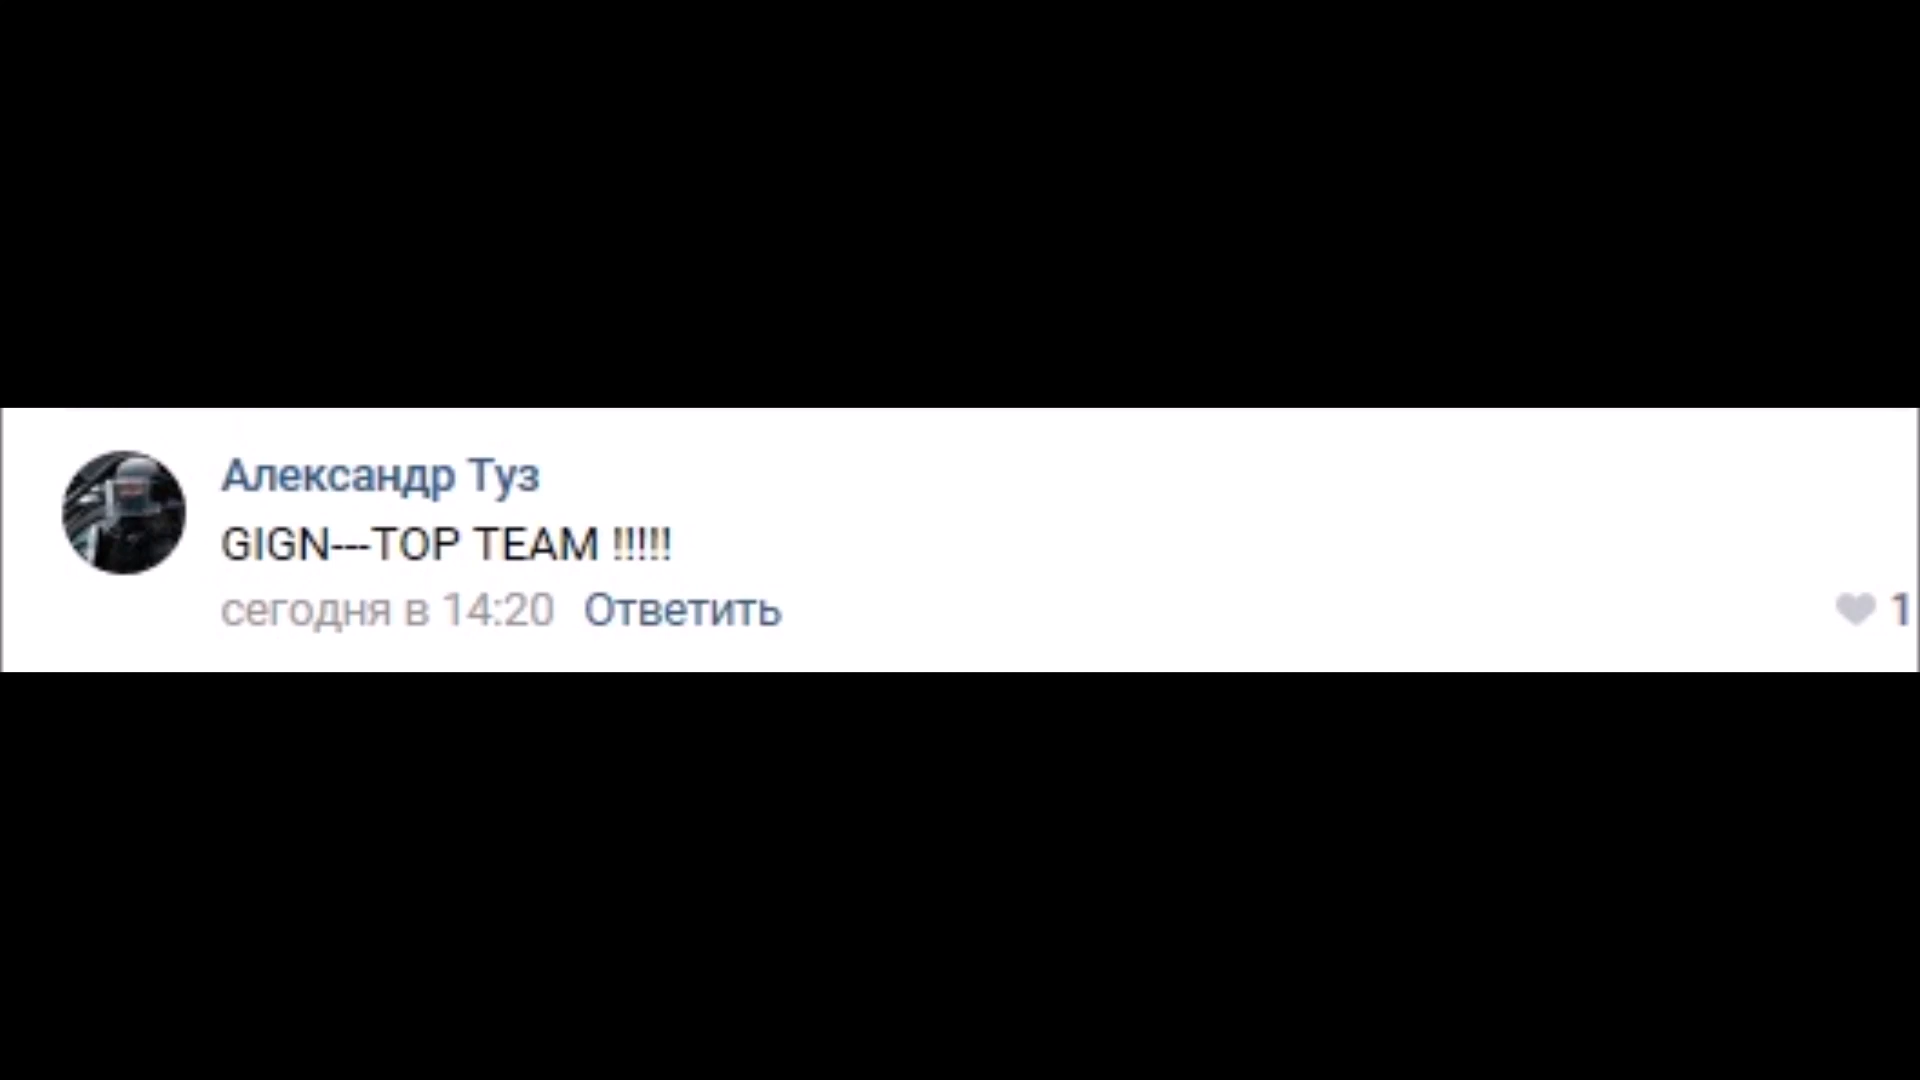 Александр Туз
GIGN---TOP TEAM !!!!!
сегодня в 14:20 Ответить
1